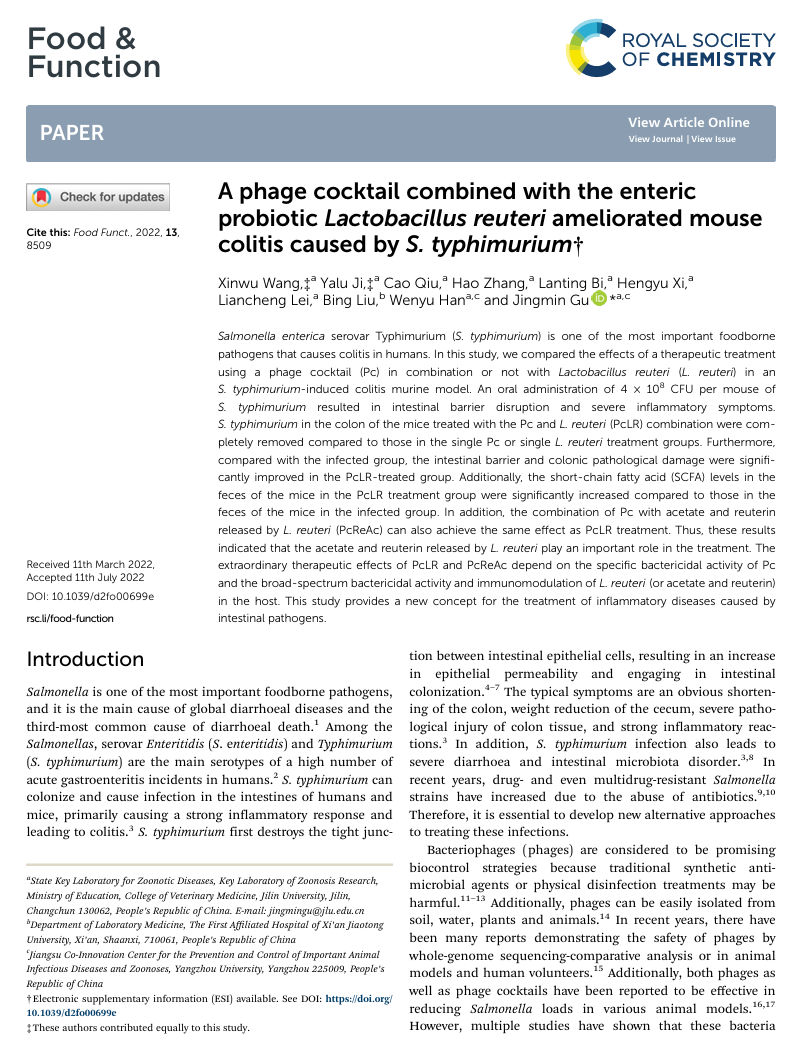 Food &
Function
ROYAL SOCIETY
OF CHEMISTRY
PAPER
View Article Online
View Journal | View Issue
Check for updates
Cite this: Food Funct., 2022, 13,
8509
A phage cocktail combined with the enteric
probiotic Lactobacillus reuteri ameliorated mouse
colitis caused by S. typhimurium†
Xinwu Wang,‡ᵃ Yalu Ji,‡ᵃ Cao Qiu,ᵃ Hao Zhang,ᵃ Lanting Bi,ᵃ Hengyu Xi,ᵃ
Liancheng Lei,ᵃ Bing Liu,ᵇ Wenyu Hanᵃ,ᶜ and Jingmin Gu iD *ᵃ,ᶜ
Salmonella enterica serovar Typhimurium (S. typhimurium) is one of the most important foodborne
pathogens that causes colitis in humans. In this study, we compared the effects of a therapeutic treatment
using a phage cocktail (Pc) in combination or not with Lactobacillus reuteri (L. reuteri) in an
S. typhimurium-induced colitis murine model. An oral administration of 4 × 10⁸ CFU per mouse of
S. typhimurium resulted in intestinal barrier disruption and severe inflammatory symptoms.
S. typhimurium in the colon of the mice treated with the Pc and L. reuteri (PcLR) combination were com-
pletely removed compared to those in the single Pc or single L. reuteri treatment groups. Furthermore,
compared with the infected group, the intestinal barrier and colonic pathological damage were signifi-
cantly improved in the PcLR-treated group. Additionally, the short-chain fatty acid (SCFA) levels in the
feces of the mice in the PcLR treatment group were significantly increased compared to those in the
feces of the mice in the infected group. In addition, the combination of Pc with acetate and reuterin
released by L. reuteri (PcReAc) can also achieve the same effect as PcLR treatment. Thus, these results
indicated that the acetate and reuterin released by L. reuteri play an important role in the treatment. The
extraordinary therapeutic effects of PcLR and PcReAc depend on the specific bactericidal activity of Pc
and the broad-spectrum bactericidal activity and immunomodulation of L. reuteri (or acetate and reuterin)
in the host. This study provides a new concept for the treatment of inflammatory diseases caused by
intestinal pathogens.
Received 11th March 2022,
Accepted 11th July 2022
DOI: 10.1039/d2fo00699e
rsc.li/food-function
Introduction
Salmonella is one of the most important foodborne pathogens,
and it is the main cause of global diarrhoeal diseases and the
third-most common cause of diarrhoeal death.¹ Among the
Salmonellas, serovar Enteritidis (S. enteritidis) and Typhimurium
(S. typhimurium) are the main serotypes of a high number of
acute gastroenteritis incidents in humans.² S. typhimurium can
colonize and cause infection in the intestines of humans and
mice, primarily causing a strong inflammatory response and
leading to colitis.³ S. typhimurium first destroys the tight junc-
ᵃState Key Laboratory for Zoonotic Diseases, Key Laboratory of Zoonosis Research,
Ministry of Education, College of Veterinary Medicine, Jilin University, Jilin,
Changchun 130062, People's Republic of China. E-mail: jingmingu@jlu.edu.cn
ᵇDepartment of Laboratory Medicine, The First Affiliated Hospital of Xi'an Jiaotong
University, Xi'an, Shaanxi, 710061, People's Republic of China
ᶜJiangsu Co-Innovation Center for the Prevention and Control of Important Animal
Infectious Diseases and Zoonoses, Yangzhou University, Yangzhou 225009, People's
Republic of China
†Electronic supplementary information (ESI) available. See DOI: https://doi.org/
10.1039/d2fo00699e
‡These authors contributed equally to this study.
tion between intestinal epithelial cells, resulting in an increase
in epithelial permeability and engaging in intestinal
colonization.⁴⁻⁷ The typical symptoms are an obvious shorten-
ing of the colon, weight reduction of the cecum, severe patho-
logical injury of colon tissue, and strong inflammatory reac-
tions.³ In addition, S. typhimurium infection also leads to
severe diarrhoea and intestinal microbiota disorder.³,⁸ In
recent years, drug- and even multidrug-resistant Salmonella
strains have increased due to the abuse of antibiotics.⁹,¹⁰
Therefore, it is essential to develop new alternative approaches
to treating these infections.
Bacteriophages (phages) are considered to be promising
biocontrol strategies because traditional synthetic anti-
microbial agents or physical disinfection treatments may be
harmful.¹¹⁻¹³ Additionally, phages can be easily isolated from
soil, water, plants and animals.¹⁴ In recent years, there have
been many reports demonstrating the safety of phages by
whole-genome sequencing-comparative analysis or in animal
models and human volunteers.¹⁵ Additionally, both phages as
well as phage cocktails have been reported to be effective in
reducing Salmonella loads in various animal models.¹⁶,¹⁷
However, multiple studies have shown that these bacteria